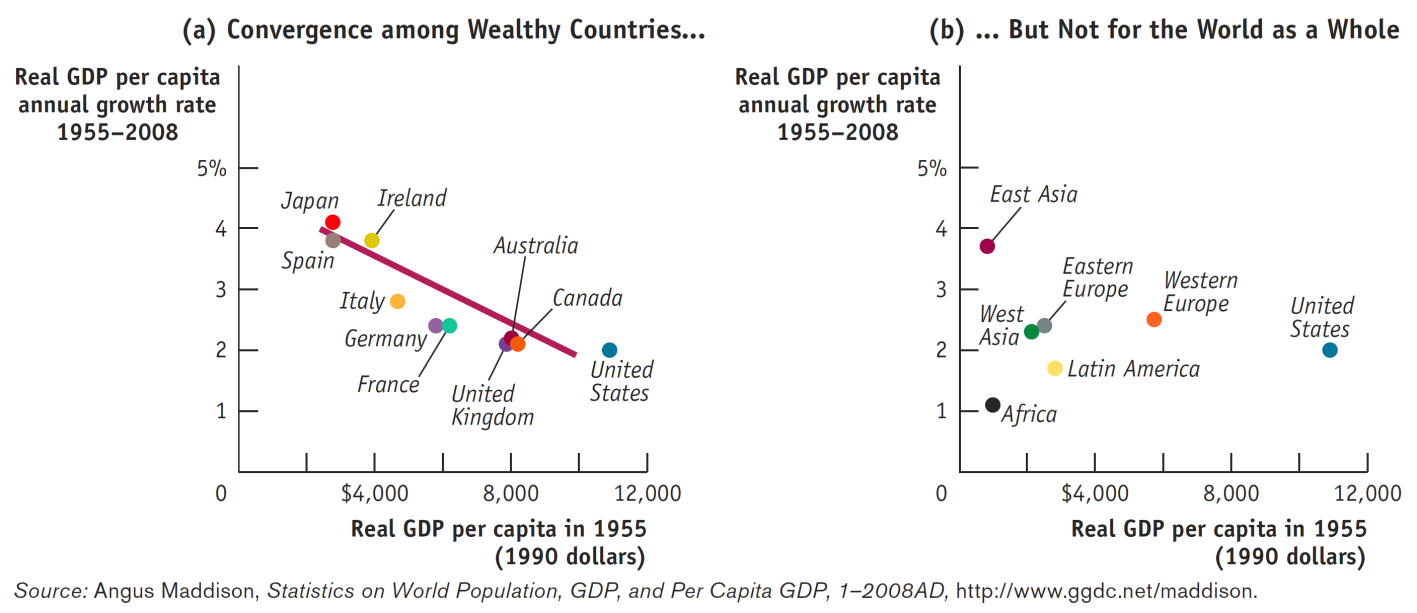 (a) Convergence among Wealthy Countries...
Real GDP per capita
annual growth rate
1955–2008
5%
4
3
2
1
0
$4,000
8,000
12,000
Japan
Ireland
Spain
Australia
Italy
Canada
Germany
France
United
Kingdom
United
States
Real GDP per capita in 1955
(1990 dollars)
(b) ... But Not for the World as a Whole
Real GDP per capita
annual growth rate
1955–2008
5%
4
3
2
1
0
$4,000
8,000
12,000
East Asia
Eastern
Europe
Western
Europe
West
Asia
United
States
Latin America
Africa
Real GDP per capita in 1955
(1990 dollars)
Source: Angus Maddison, Statistics on World Population, GDP, and Per Capita GDP, 1–2008AD, http://www.ggdc.net/maddison.